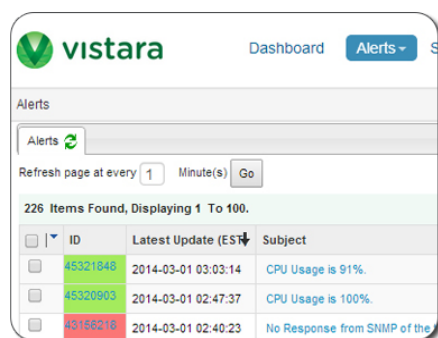 vistara Dashboard Alerts
Alerts
Alerts
Refresh page at every 1 Minute(s) Go
226 Items Found, Displaying 1 To 100.
ID Latest Update (EST Subject
45321848 2014-03-01 03:03:14 CPU Usage is 91%.
45320903 2014-03-01 02:47:37 CPU Usage is 100%.
43156218 2014-03-01 02:40:23 No Response from SNMP of the